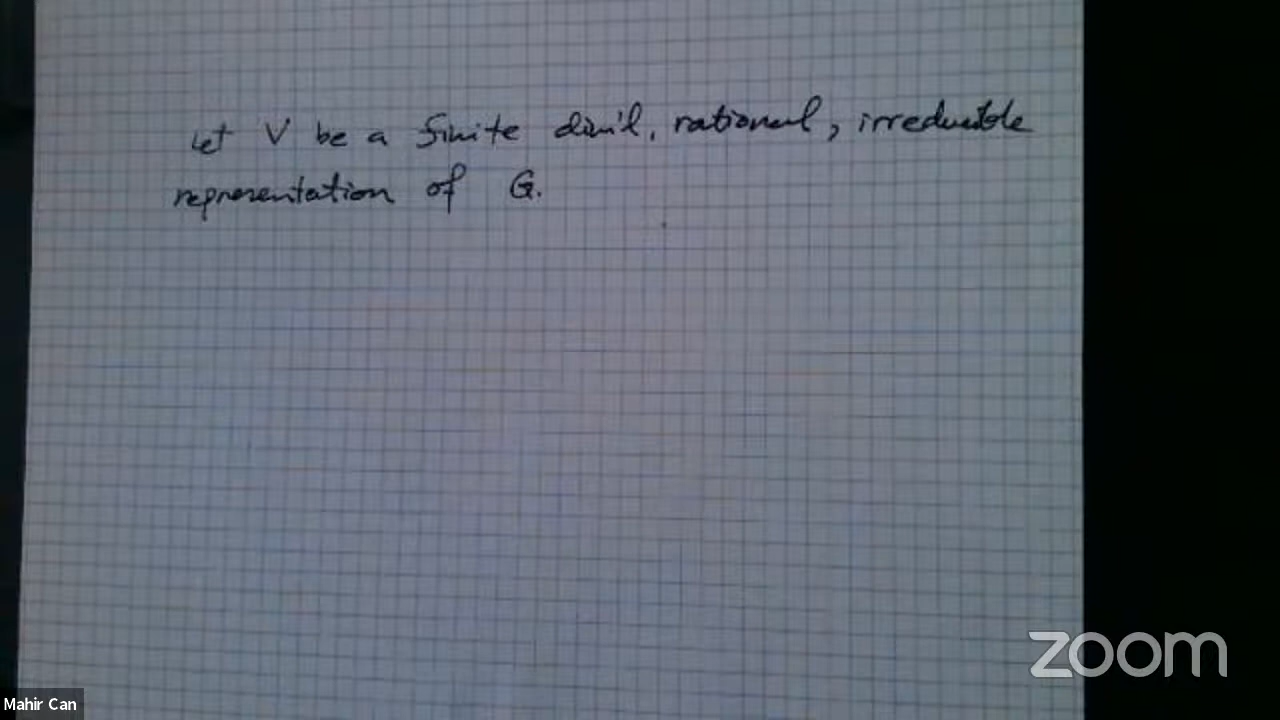 Let V be a finite dim'l, rational, irreducible
representation of G.
zoom
Mahir Can